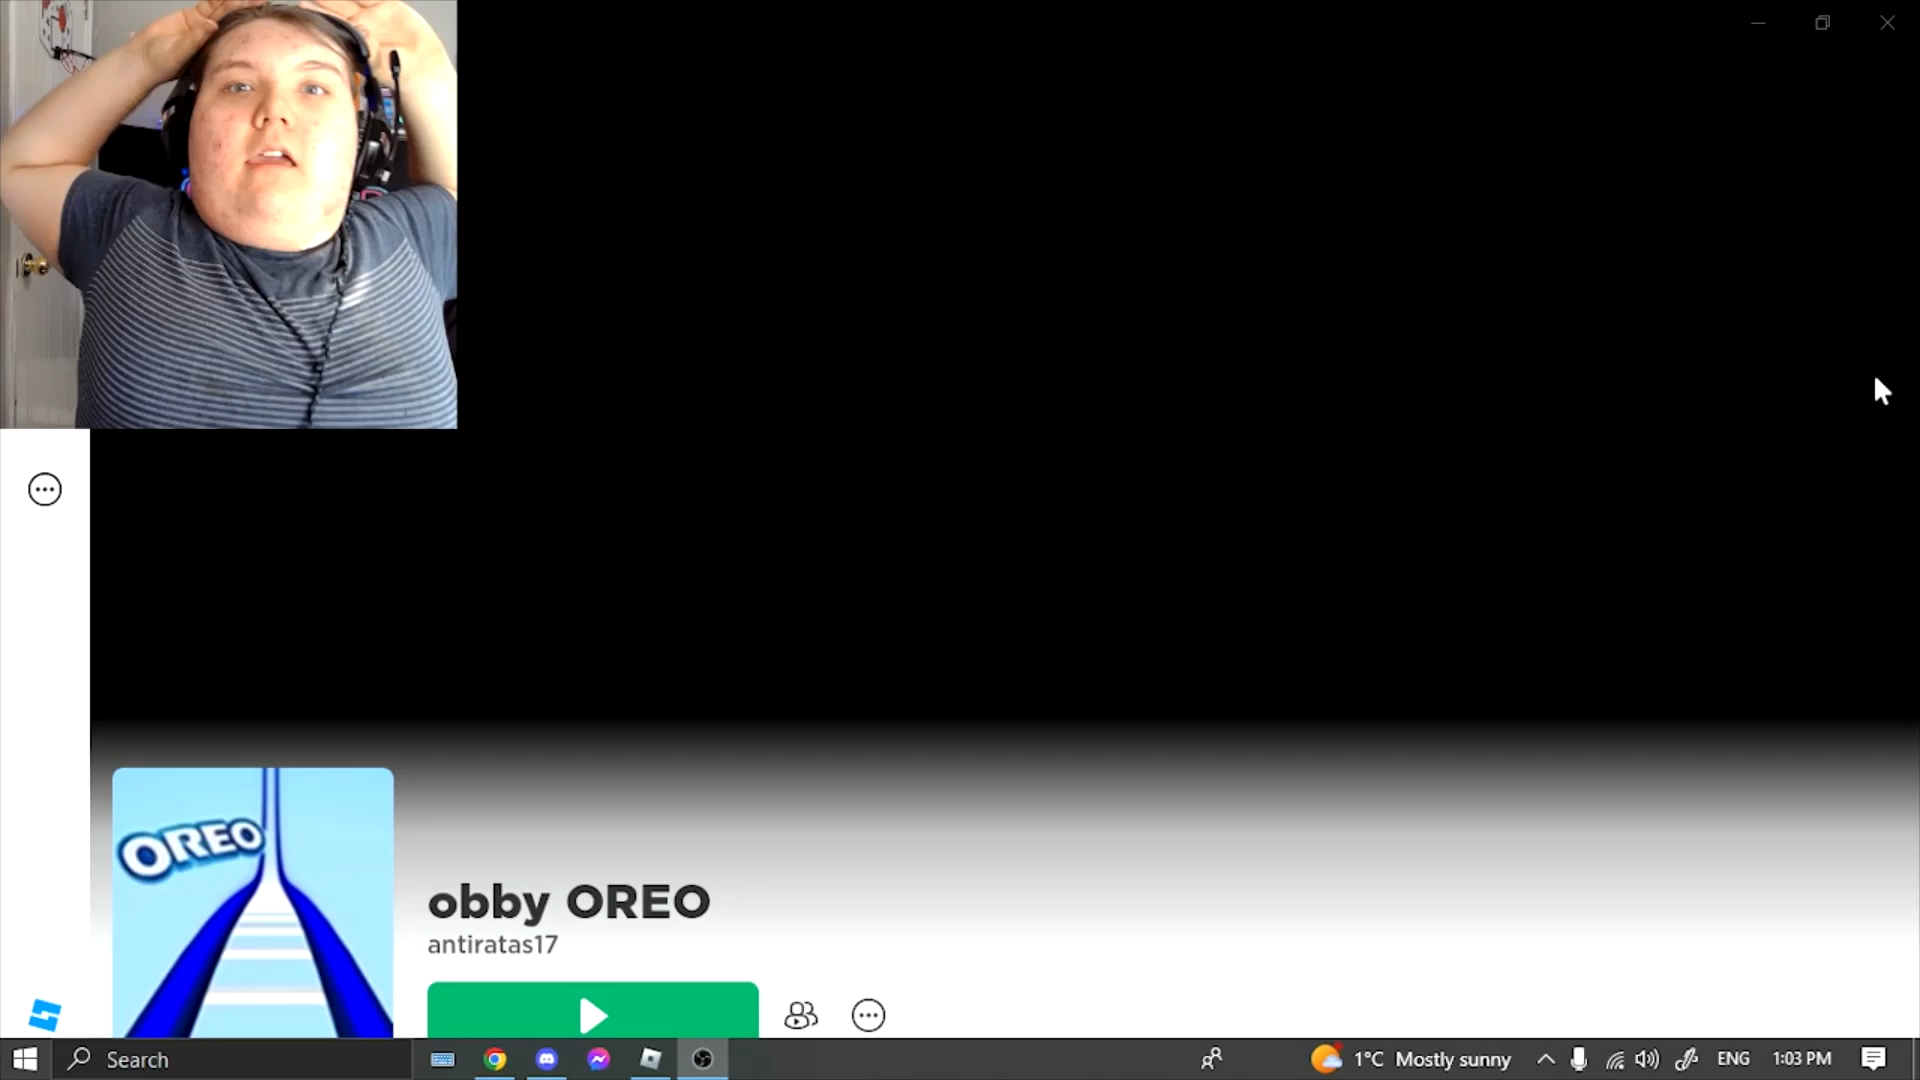 OREO
obby OREO
antiratas17
Search
1°C Mostly sunny
ENG
1:03 PM